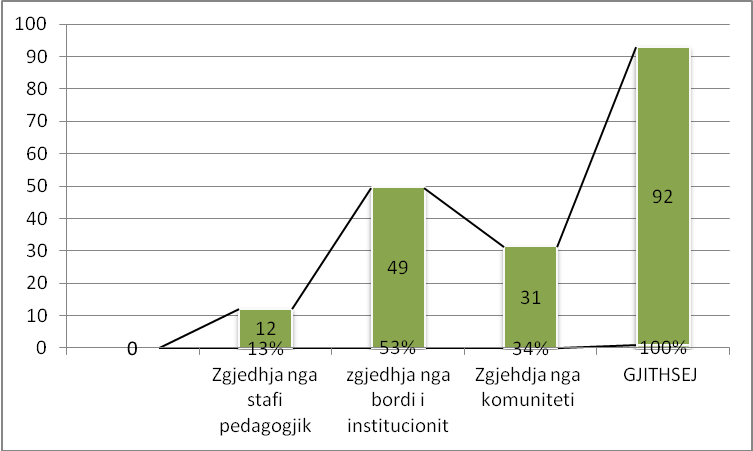 100
90
80
70
60
50
40
30
20
10
0
92
49
31
12
0
13%
53%
34%
100%
Zgjedhja nga
stafi
pedagogjik
zgjedhja nga
bordi i
institucionit
Zgjehdja nga
komuniteti
GJITHSEJ